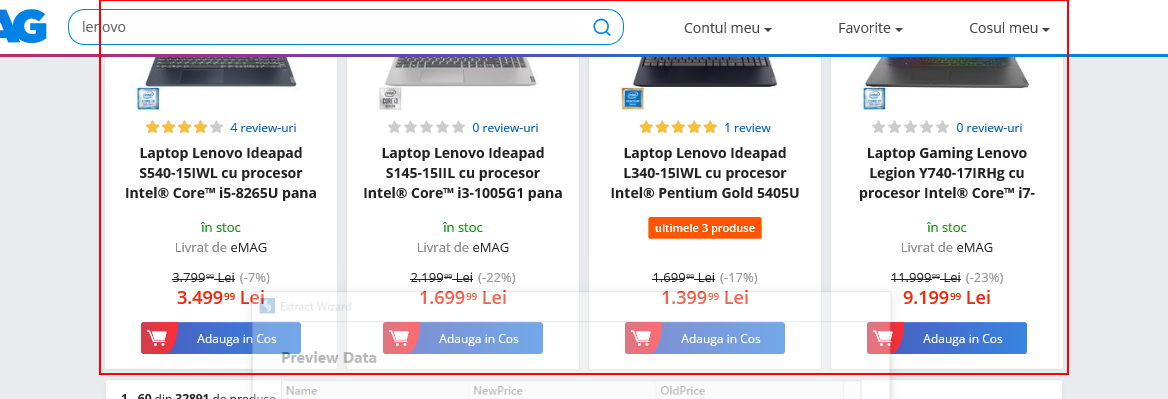 AG
lenovo
Contul meu
Favorite
Cosul meu
4 review-uri
0 review-uri
1 review
0 review-uri
Laptop Lenovo Ideapad
S540-15IWL cu procesor
Intel® Core™ i5-8265U pana
Laptop Lenovo Ideapad
S145-15IIL cu procesor
Intel® Core™ i3-1005G1 pana
Laptop Lenovo Ideapad
L340-15IWL cu procesor
Intel® Pentium Gold 5405U
Laptop Gaming Lenovo
Legion Y740-17IRHg cu
procesor Intel® Core™ i7-
în stoc
Livrat de eMAG
în stoc
Livrat de eMAG
ultimele 3 produse
în stoc
Livrat de eMAG
3.799⁹⁹ Lei (-7%)
3.499⁹⁹ Lei
2.199⁹⁹ Lei (-22%)
1.699⁹⁹ Lei
1.699⁹⁹ Lei (-17%)
1.399⁹⁹ Lei
11.999⁹⁹ Lei (-23%)
9.199⁹⁹ Lei
Extract Wizard
Adauga in Cos
Adauga in Cos
Adauga in Cos
Adauga in Cos
Preview Data
Name
NewPrice
OldPrice
1 - 60 din 32891 de produse